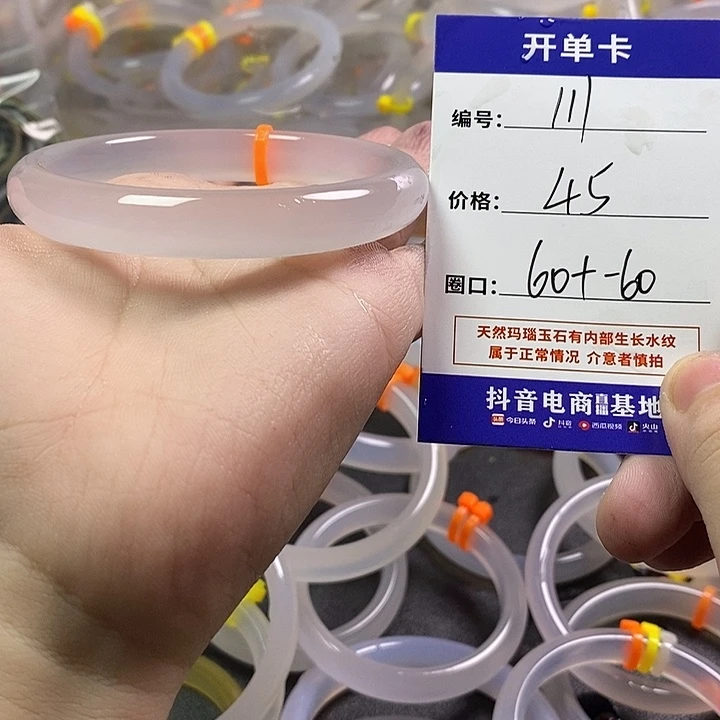 开单卡
编号: 111
价格: 45
圈口: 60+-60
天然玛瑙玉石有内部生长水纹
属于正常情况 介意者慎拍
抖音电商直播基地
今日头条 抖音 西瓜视频 火山